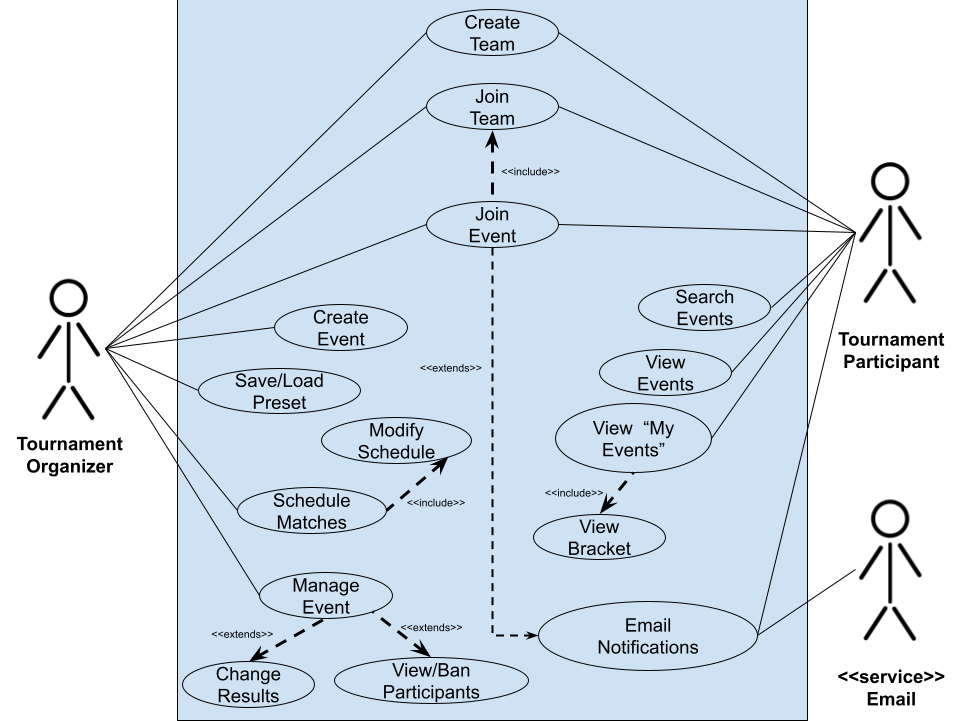 Create
Team
Join
Team
<<include>>
Join
Event
Search
Events
Create
Event
Tournament
Participant
View
Events
<<extends>>
Save/Load
Preset
Modify
Schedule
View “My
Events”
Tournament
Organizer
<<include>>
<<include>>
Schedule
Matches
View
Bracket
Manage
Event
Email
Notifications
<<extends>>
<<extends>>
Change
Results
View/Ban
Participants
<<service>>
Email